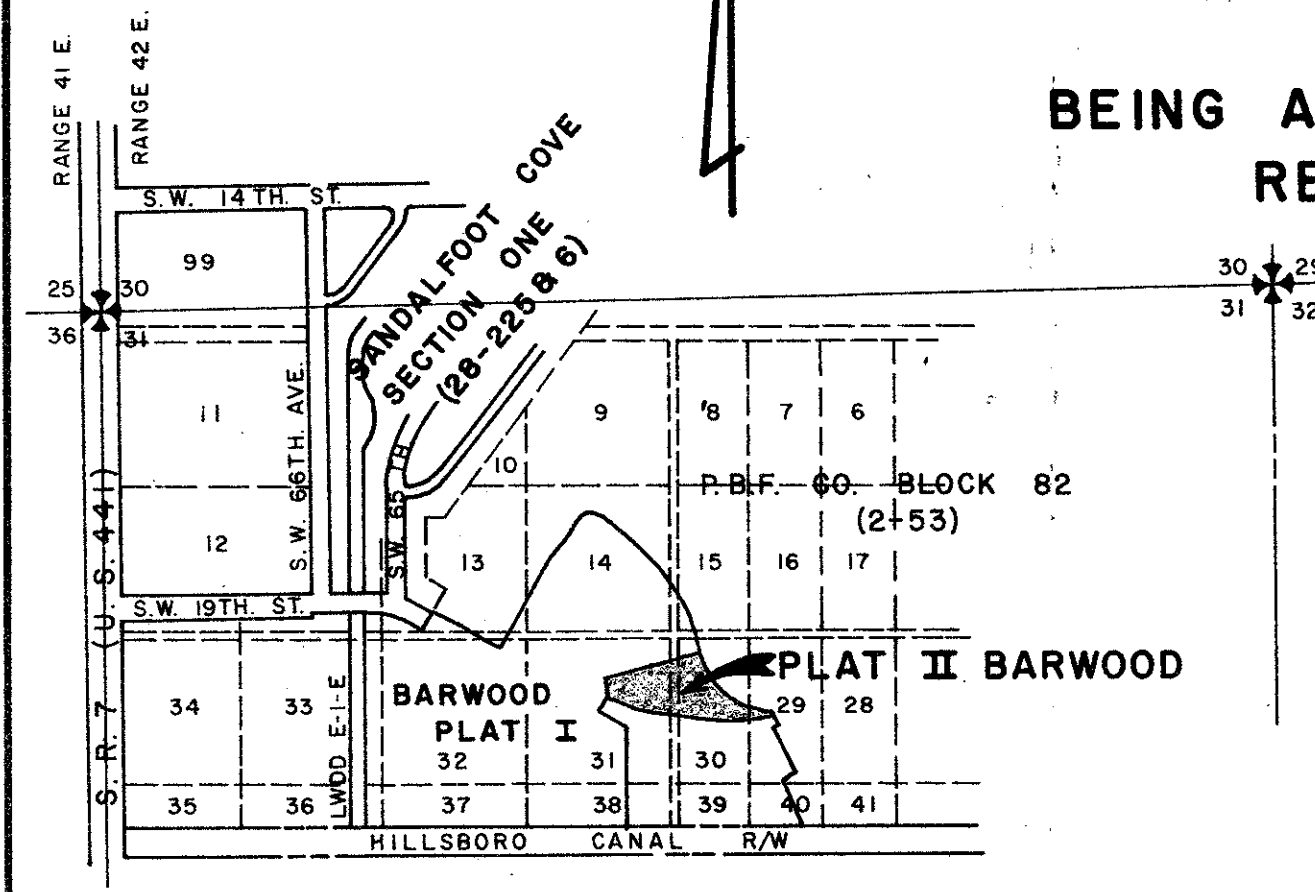 RANGE 41 E.
RANGE 42 E.
BEING A
RE
S.W. 14TH. ST.
SANDALFOOT COVE
SECTION ONE
(28-225 & 6)
99
25 30
36 31
30 29
31 32
11
S.W. 66TH. AVE.
9
8
7
6
10
S.W. 65 TH
P.B.F. CO. BLOCK 82
(2-53)
12
13
14
15
16
17
S.W. 19TH. ST.
S.R. 7 (U.S. 441)
PLAT II BARWOOD
BARWOOD
PLAT I
34
33
LWDD E-1-E
29
28
32
31
30
35
36
37
38
39
40
41
HILLSBORO CANAL R/W